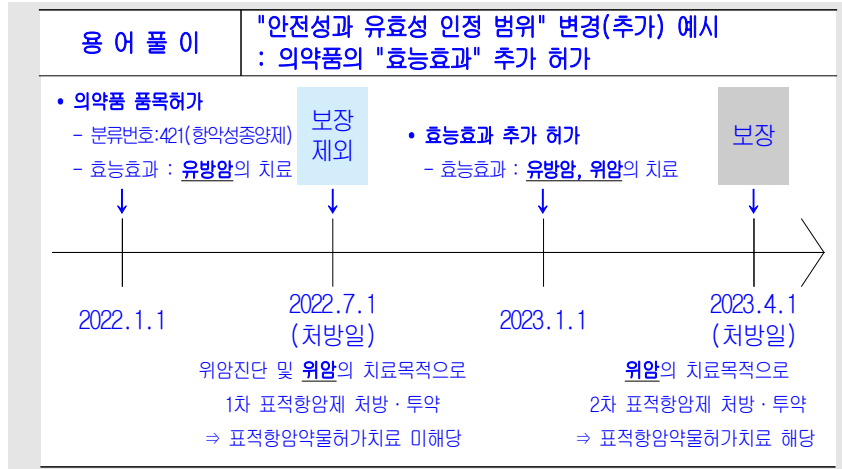 용어풀이
"안전성과 유효성 인정 범위" 변경(추가) 예시
: 의약품의 "효능효과" 추가 허가
• 의약품 품목허가
- 분류번호:421(항악성종양제)
- 효능효과 : 유방암의 치료
보장
제외
• 효능효과 추가 허가
- 효능효과 : 유방암, 위암의 치료
보장
2022.1.1
2022.7.1
(처방일)
2023.1.1
2023.4.1
(처방일)
위암진단 및 위암의 치료목적으로
1차 표적항암제 처방·투약
⇒ 표적항암약물허가치료 미해당
위암의 치료목적으로
2차 표적항암제 처방·투약
⇒ 표적항암약물허가치료 해당